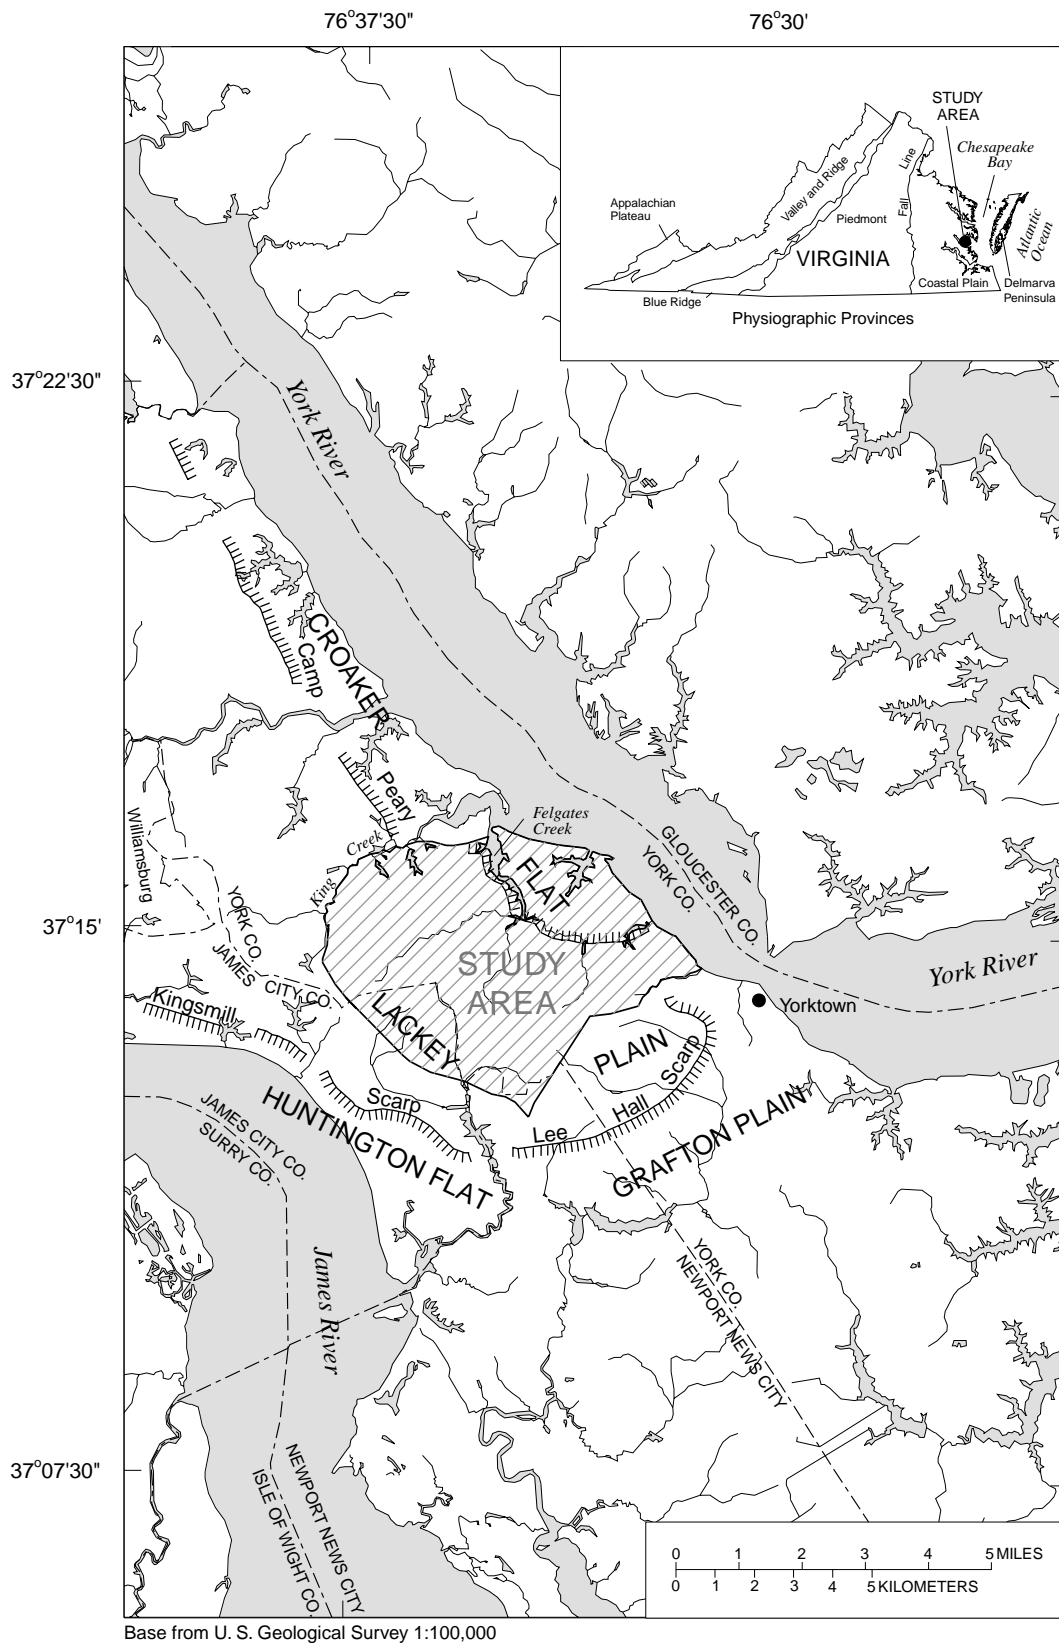 76°37'30"
76°30'
STUDY
AREA
Chesapeake
Bay
Valley and Ridge
Line
Fall
Appalachian
Plateau
Piedmont
VIRGINIA
Atlantic
Ocean
Coastal Plain
Delmarva
Peninsula
Blue Ridge
Physiographic Provinces
37°22'30"
York River
CROAKER
Camp
Peary
Felgates
Creek
King
Creek
FLAT
Williamsburg
GLOUCESTER CO.
YORK CO.
37°15'
YORK CO.
JAMES
CITY CO.
STUDY
AREA
York River
Yorktown
Kingsmill
LACKEY
PLAIN
Scarp
Scarp
Hall
Lee
HUNTINGTON FLAT
GRAFTON PLAIN
JAMES CITY CO.
SURRY CO.
James River
YORK CO.
NEWPORT NEWS CITY
37°07'30"
NEWPORT NEWS CITY
ISLE OF WIGHT CO.
0 1 2 3 4 5 MILES
0 1 2 3 4 5 KILOMETERS
Base from U. S. Geological Survey 1:100,000